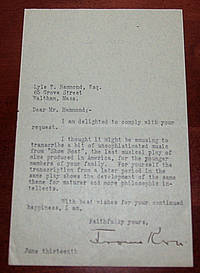 Lyle T. Hammond, Esq.
65 Grove Street
Waltham, Mass.
Dear Mr. Hammond;-
I am delighted to comply with your
request.
I thought it might be amusing to
transcribe a bit of unsophisticated music
from "Show Boat", the last musical play of
mine produced in America, for the younger
members of your family. For yourself the
transcription from a later period in the
same play shows the development of the same
theme for maturer and more philosophic in-
tellects.
With best wishes for your continued
happiness, I am,
Faithfully yours,
June thirteenth